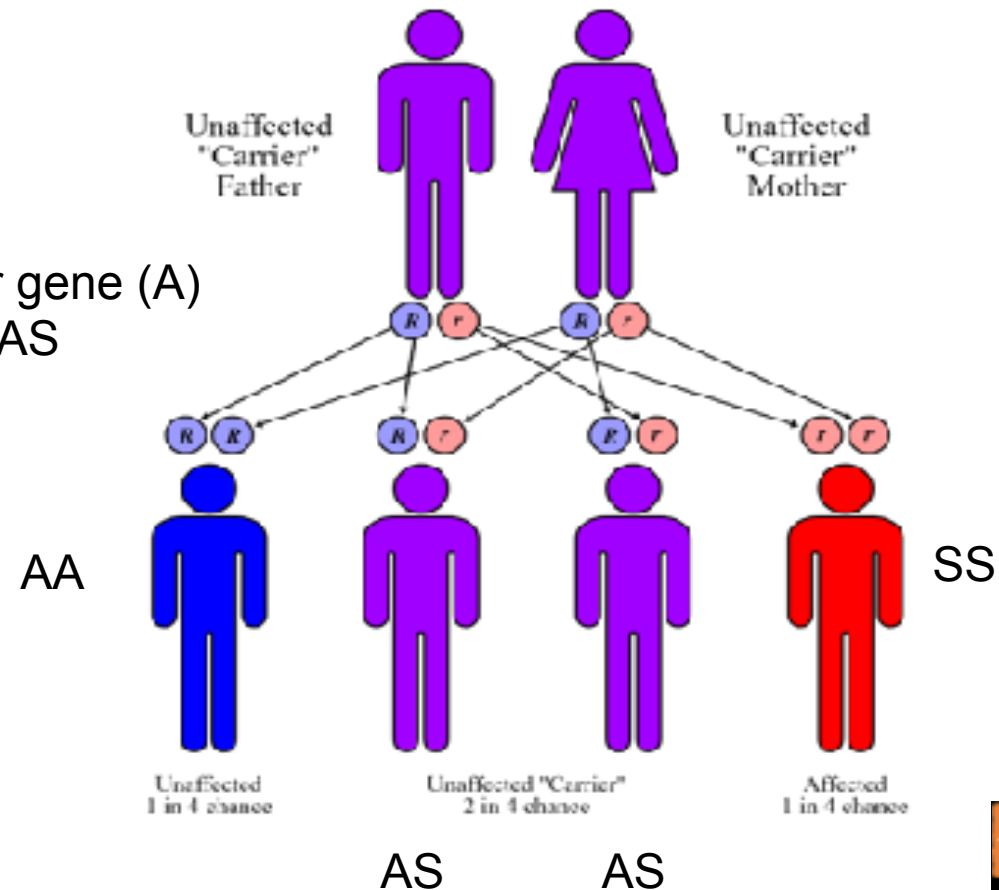 Unaffected
"Carrier"
Father
Unaffected
"Carrier"
Mother
r gene (A)
AS
R r R r
R R R r R r r r
AA
SS
Unaffected
1 in 4 chance
Unaffected "Carrier"
2 in 4 chance
Affected
1 in 4 chance
AS AS